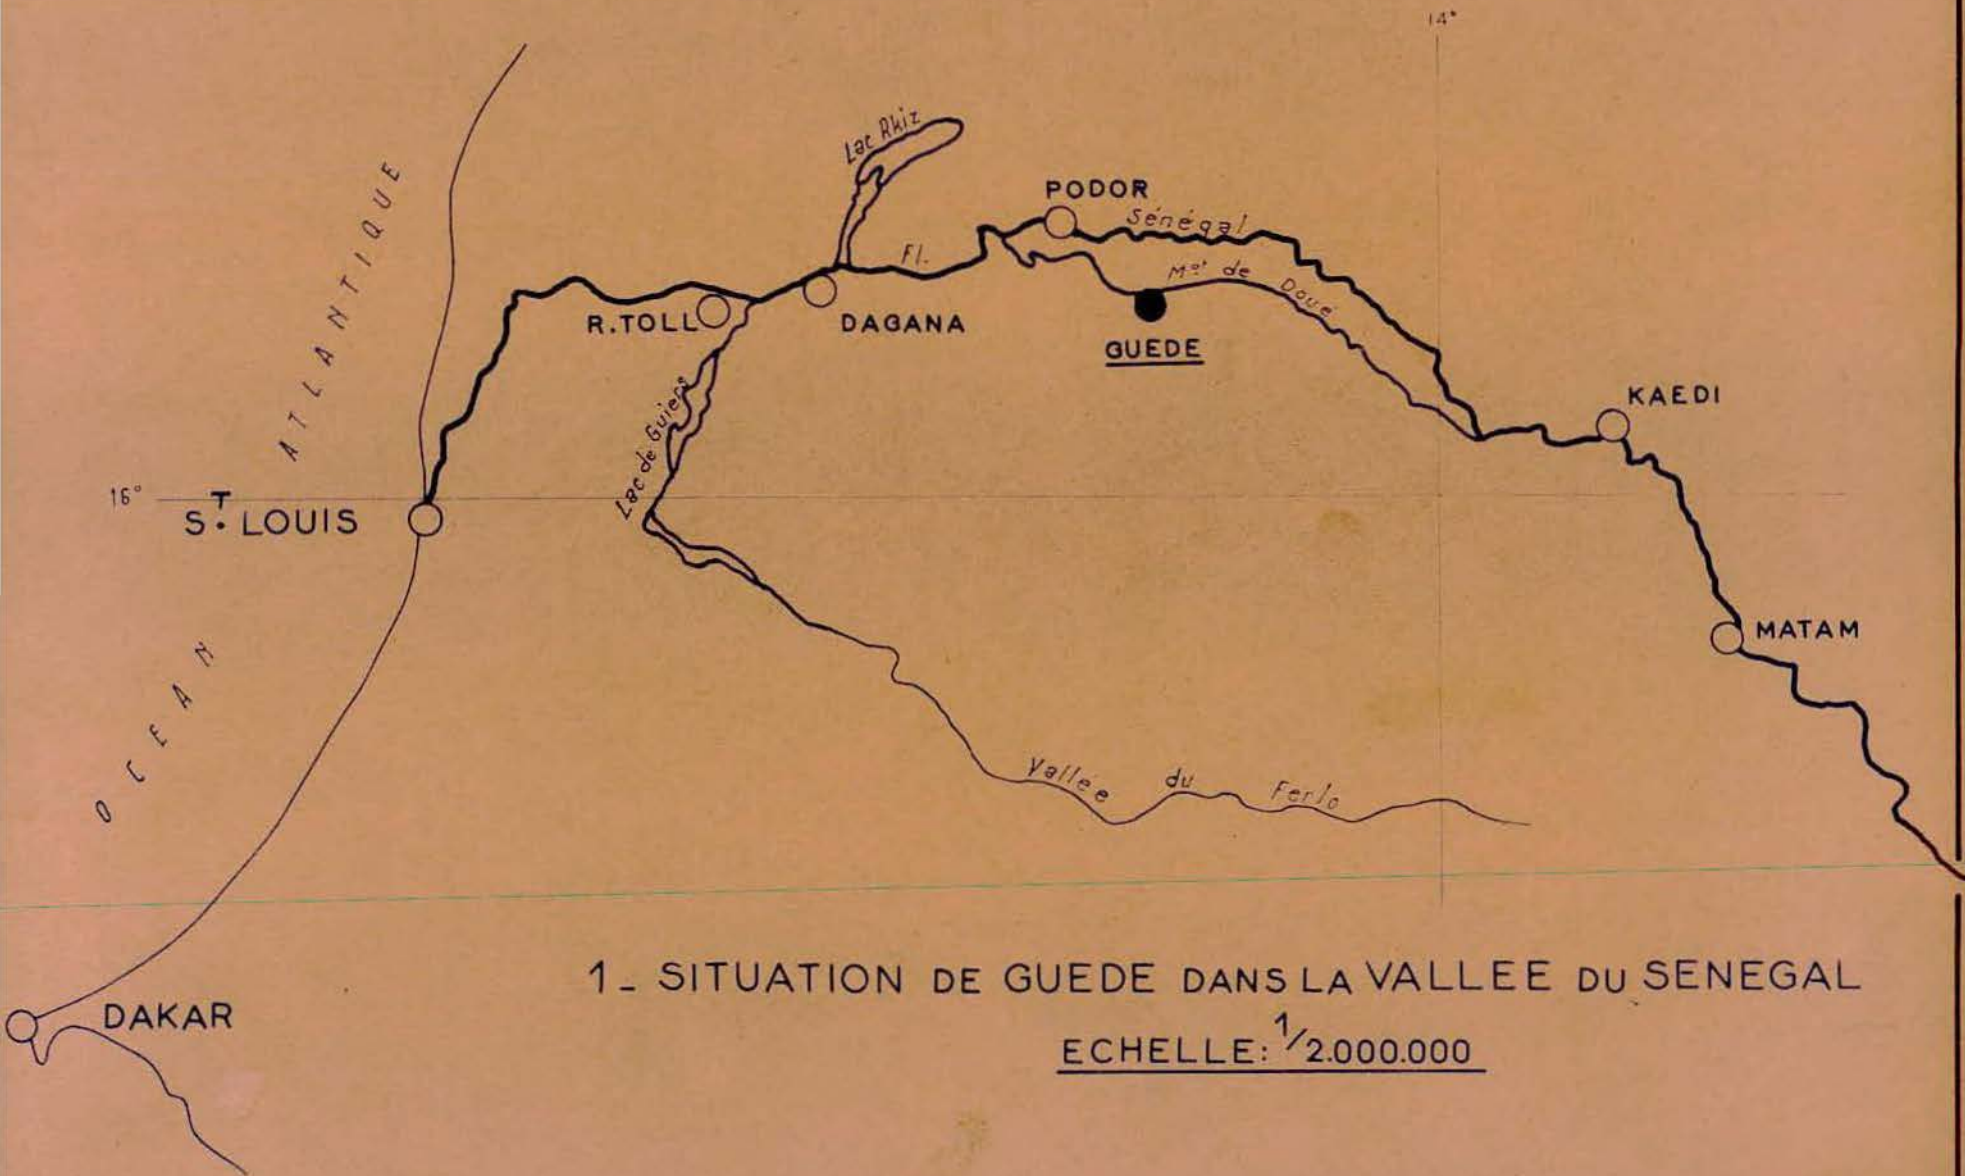 14°
Lac Rkiz
PODOR
Sénégal
Fl.
Mot de Doué
R.TOLL
DAGANA
GUEDE
KAEDI
Lac de Guiers
16°
ST. LOUIS
OCEAN ATLANTIQUE
MATAM
Vallée du Ferlo
1_ SITUATION DE GUEDE DANS LA VALLEE DU SENEGAL
DAKAR
ECHELLE: 1/2.000.000